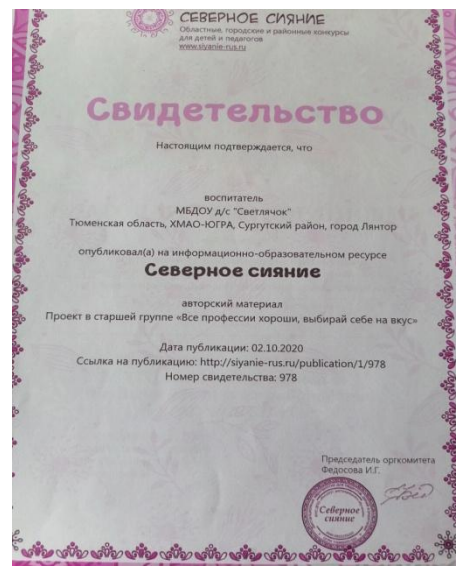 СЕВЕРНОЕ СИЯНИЕ
Областные, городские и районные конкурсы
для детей и педагогов
www.siyanie-rus.ru
Свидетельство
Настоящим подтверждается, что
воспитатель
МБДОУ д/с "Светлячок"
Тюменская область, ХМАО-ЮГРА, Сургутский район, город Лянтор
опубликовал(а) на информационно-образовательном ресурсе
Северное сияние
авторский материал
Проект в старшей группе «Все профессии хороши, выбирай себе на вкус»
Дата публикации: 02.10.2020
Ссылка на публикацию: http://siyanie-rus.ru/publication/1/978
Номер свидетельства: 978
Председатель оргкомитета
Федосова И.Г.
Северное
сияние